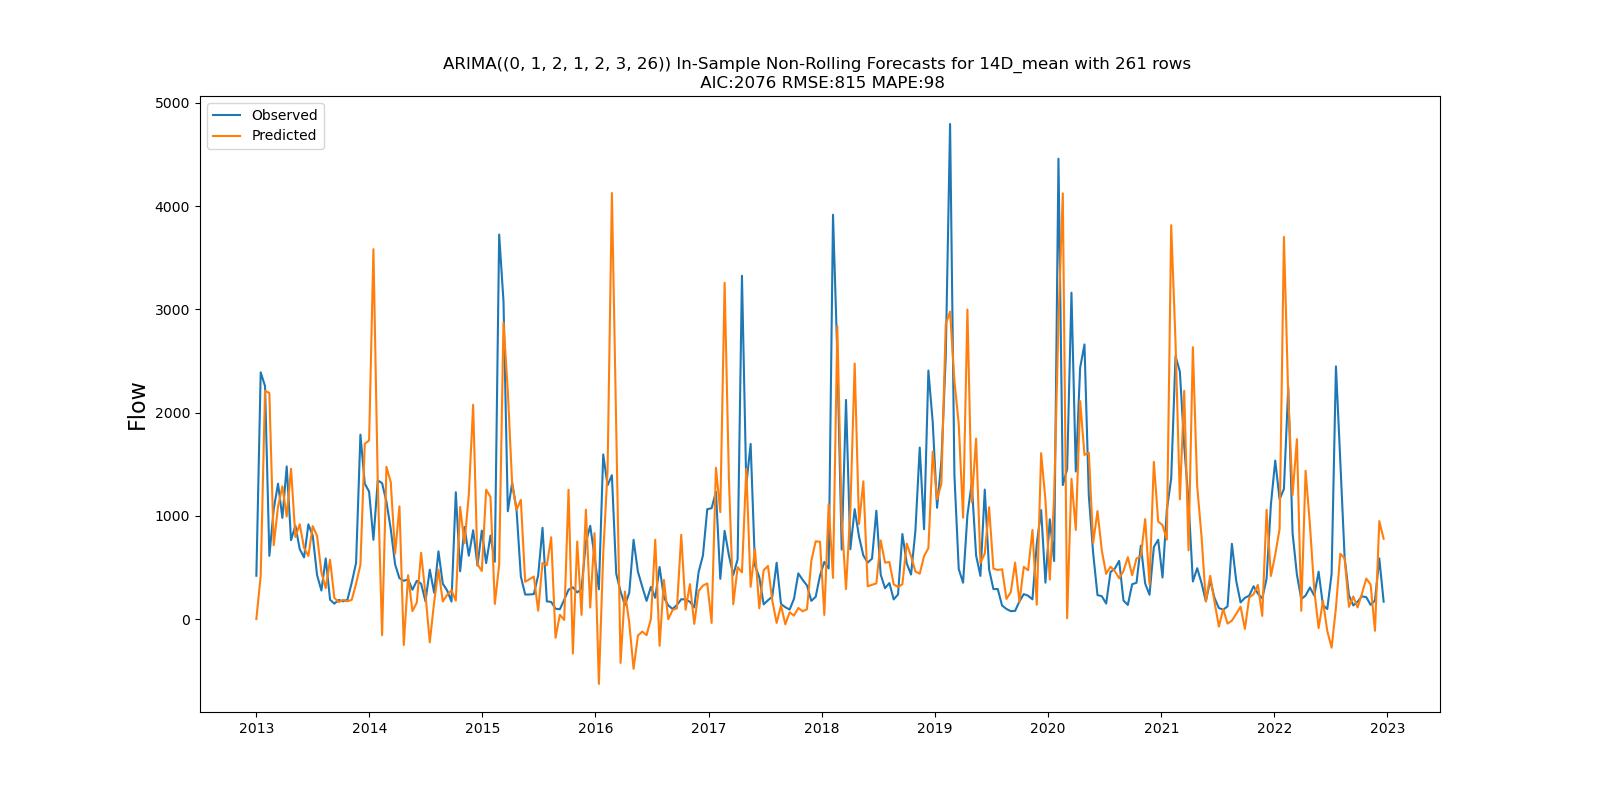 ARIMA((0, 1, 2, 1, 2, 3, 26)) In-Sample Non-Rolling Forecasts for 14D_mean with 261 rows
AIC:2076 RMSE:815 MAPE:98
Observed
Predicted
Flow
5000
4000
3000
2000
1000
0
2013 2014 2015 2016 2017 2018 2019 2020 2021 2022 2023